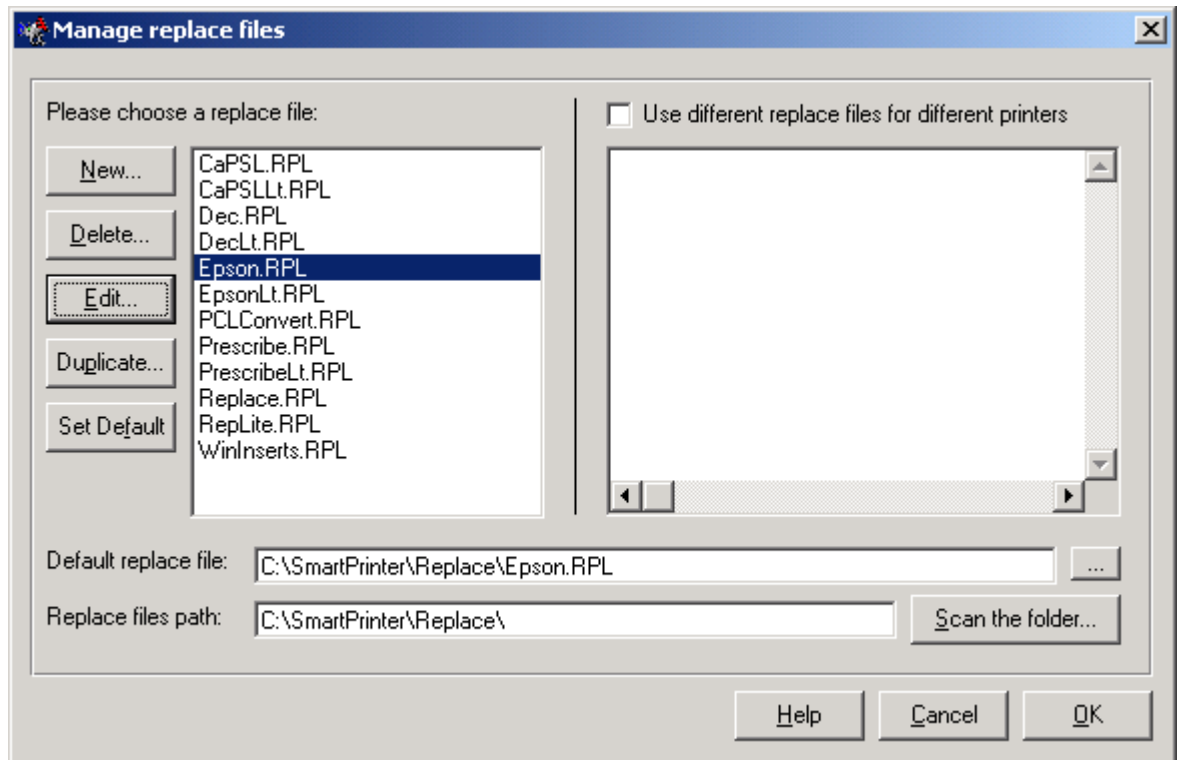 Manage replace files
Please choose a replace file:
Use different replace files for different printers
New...
Delete...
Edit...
Duplicate...
Set Default
CaPSL.RPL
CaPSLLt.RPL
Dec.RPL
DecLt.RPL
Epson.RPL
EpsonLt.RPL
PCLConvert.RPL
Prescribe.RPL
PrescribeLt.RPL
Replace.RPL
RepLite.RPL
WinInserts.RPL
Default replace file: C:\SmartPrinter\Replace\Epson.RPL ...
Replace files path: C:\SmartPrinter\Replace\ Scan the folder...
Help Cancel OK